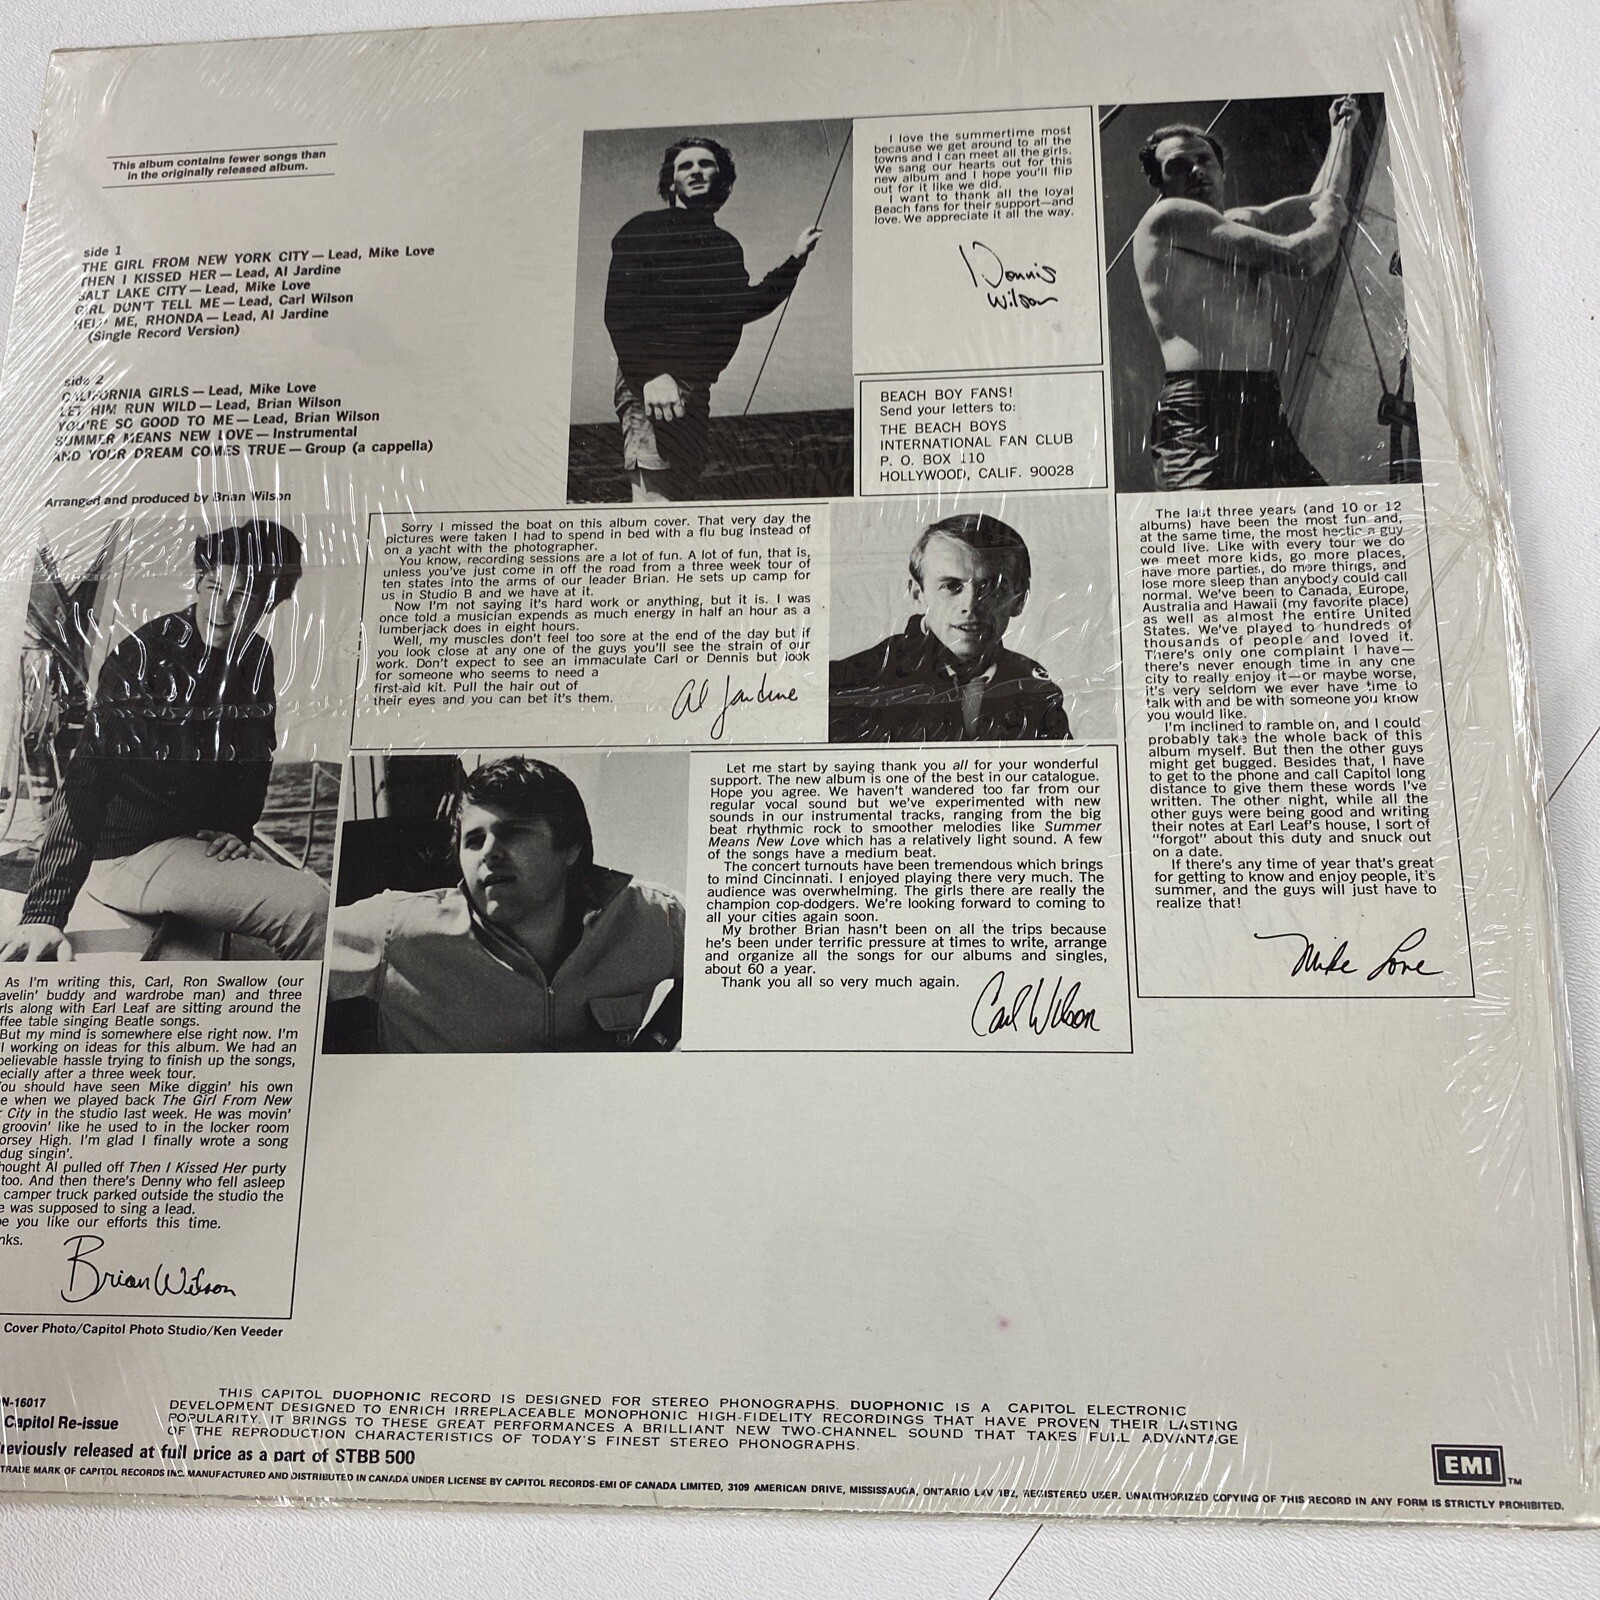 This album contains fewer songs than
in the originally released album.
side 1
THE GIRL FROM NEW YORK CITY — Lead, Mike Love
THEN I KISSED HER — Lead, Al Jardine
SALT LAKE CITY — Lead, Mike Love
GIRL DON'T TELL ME — Lead, Carl Wilson
HELP ME, RHONDA — Lead, Al Jardine
(Single Record Version)
side 2
CALIFORNIA GIRLS — Lead, Mike Love
LET HIM RUN WILD — Lead, Brian Wilson
YOU'RE SO GOOD TO ME — Lead, Brian Wilson
SUMMER MEANS NEW LOVE — Instrumental
AND YOUR DREAM COMES TRUE — Group (a cappella)
Arranged and produced by Brian Wilson
I love the summertime most
because we get around to all the
towns and I can meet all the girls.
We sang our hearts out for this
new album and I hope you'll flip
out for it like we did.
I want to thank all the loyal
Beach fans for their support—and
love. We appreciate it all the way.
Dennis
Wilson
BEACH BOY FANS!
Send your letters to:
THE BEACH BOYS
INTERNATIONAL FAN CLUB
P. O. BOX 110
HOLLYWOOD, CALIF. 90028
Sorry I missed the boat on this album cover. That very day the
pictures were taken I had to spend in bed with a flu bug instead of
on a yacht with the photographer.
You know, recording sessions are a lot of fun. A lot of fun, that is,
unless you've just come in off the road from a three week tour of
ten states into the arms of our leader Brian. He sets up camp for
us in Studio B and we have at it.
Now I'm not saying it's hard work or anything, but it is. I was
once told a musician expends as much energy in half an hour as a
lumberjack does in eight hours.
Well, my muscles don't feel too sore at the end of the day but if
you look close at any one of the guys you'll see the strain of our
work. Don't expect to see an immaculate Carl or Dennis but look
for someone who seems to need a
first-aid kit. Pull the hair out of
their eyes and you can bet it's them.
Al Jardine
The last three years (and 10 or 12
albums) have been the most fun and,
at the same time, the most hectic a guy
could live. Like with every tour we do
we meet more kids, go more places,
have more parties, do more things, and
lose more sleep than anybody could call
normal. We've been to Canada, Europe,
Australia and Hawaii (my favorite place)
as well as almost the entire United
States. We've played to hundreds of
thousands of people and loved it.
There's only one complaint I have—
there's never enough time in any one
city to really enjoy it—or maybe worse,
it's very seldom we ever have time to
talk with and be with someone you know
you would like.
I'm inclined to ramble on, and I could
probably take the whole back of this
album myself. But then the other guys
might get bugged. Besides that, I have
to get to the phone and call Capitol long
distance to give them these words I've
written. The other night, while all the
other guys were being good and writing
their notes at Earl Leaf's house, I sort of
"forgot" about this duty and snuck out
on a date.
If there's any time of year that's great
for getting to know and enjoy people, it's
summer, and the guys will just have to
realize that!
Mike Love
Let me start by saying thank you all for your wonderful
support. The new album is one of the best in our catalogue.
Hope you agree. We haven't wandered too far from our
regular vocal sound but we've experimented with new
sounds in our instrumental tracks, ranging from the big
beat rhythmic rock to smoother melodies like Summer
Means New Love which has a relatively light sound. A few
of the songs have a medium beat.
The concert turnouts have been tremendous which brings
to mind Cincinnati. I enjoyed playing there very much. The
audience was overwhelming. The girls there are really the
champion cop-dodgers. We're looking forward to coming to
all your cities again soon.
My brother Brian hasn't been on all the trips because
he's been under terrific pressure at times to write, arrange
and organize all the songs for our albums and singles,
about 60 a year.
Thank you all so very much again.
Carl Wilson
As I'm writing this, Carl, Ron Swallow (our
avelin' buddy and wardrobe man) and three
rls along with Earl Leaf are sitting around the
ffee table singing Beatle songs.
But my mind is somewhere else right now. I'm
l working on ideas for this album. We had an
believable hassle trying to finish up the songs,
ecially after a three week tour.
ou should have seen Mike diggin' his own
e when we played back The Girl From New
k City in the studio last week. He was movin'
groovin' like he used to in the locker room
orsey High. I'm glad I finally wrote a song
dug singin'.
hought Al pulled off Then I Kissed Her purty
too. And then there's Denny who fell asleep
camper truck parked outside the studio the
e was supposed to sing a lead.
pe you like our efforts this time.
nks.
Brian Wilson
Cover Photo/Capitol Photo Studio/Ken Veeder
N-16017
Capitol Re-issue
reviously released at full price as a part of STBB 500
THIS CAPITOL DUOPHONIC RECORD IS DESIGNED FOR STEREO PHONOGRAPHS. DUOPHONIC IS A CAPITOL ELECTRONIC
DEVELOPMENT DESIGNED TO ENRICH IRREPLACEABLE MONOPHONIC HIGH-FIDELITY RECORDINGS THAT HAVE PROVEN THEIR LASTING
POPULARITY. IT BRINGS TO THESE GREAT PERFORMANCES A BRILLIANT NEW TWO-CHANNEL SOUND THAT TAKES FULL ADVANTAGE
OF THE REPRODUCTION CHARACTERISTICS OF TODAY'S FINEST STEREO PHONOGRAPHS.
TRADE MARK OF CAPITOL RECORDS INC. MANUFACTURED AND DISTRIBUTED IN CANADA UNDER LICENSE BY CAPITOL RECORDS-EMI OF CANADA LIMITED, 3109 AMERICAN DRIVE, MISSISSAUGA, ONTARIO L4V 1B2, REGISTERED USER. UNAUTHORIZED COPYING OF THIS RECORD IN ANY FORM IS STRICTLY PROHIBITED.
EMI TM